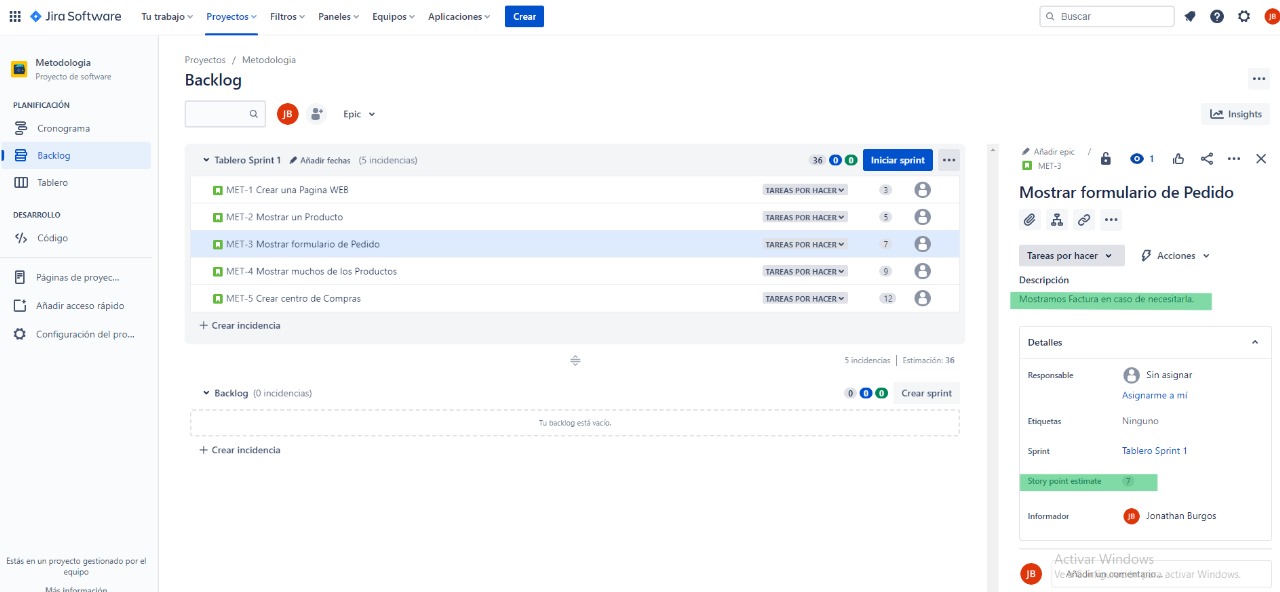 Jira Software Tu trabajo Proyectos Filtros Paneles Equipos Aplicaciones Crear Buscar JB
Metodologia
Proyecto de software
PLANIFICACIÓN
Cronograma
Backlog
Tablero
DESARROLLO
Código
Páginas de proyec...
Añadir acceso rápido
Configuración del pro...
Estás en un proyecto gestionado por el
equipo
Más información
Proyectos / Metodologia
Backlog
JB Epic Insights
Tablero Sprint 1 Añadir fechas (5 incidencias) 36 0 0 Iniciar sprint
MET-1 Crear una Pagina WEB TAREAS POR HACER 3
MET-2 Mostrar un Producto TAREAS POR HACER 5
MET-3 Mostrar formulario de Pedido TAREAS POR HACER 7
MET-4 Mostrar muchos de los Productos TAREAS POR HACER 9
MET-5 Crear centro de Compras TAREAS POR HACER 12
+ Crear incidencia
5 incidencias | Estimación: 36
Backlog (0 incidencias) 0 0 0 Crear sprint
Tu backlog está vacío.
+ Crear incidencia
Añadir epic /
MET-3
1
Mostrar formulario de Pedido
Tareas por hacer Acciones
Descripción
Mostramos Factura en caso de necesitarla.
Detalles
Responsable Sin asignar
Asignarme a mí
Etiquetas Ninguno
Sprint Tablero Sprint 1
Story point estimate 7
Informador JB Jonathan Burgos
Activar Windows
JB Añadir un comentario... para activar Windows.